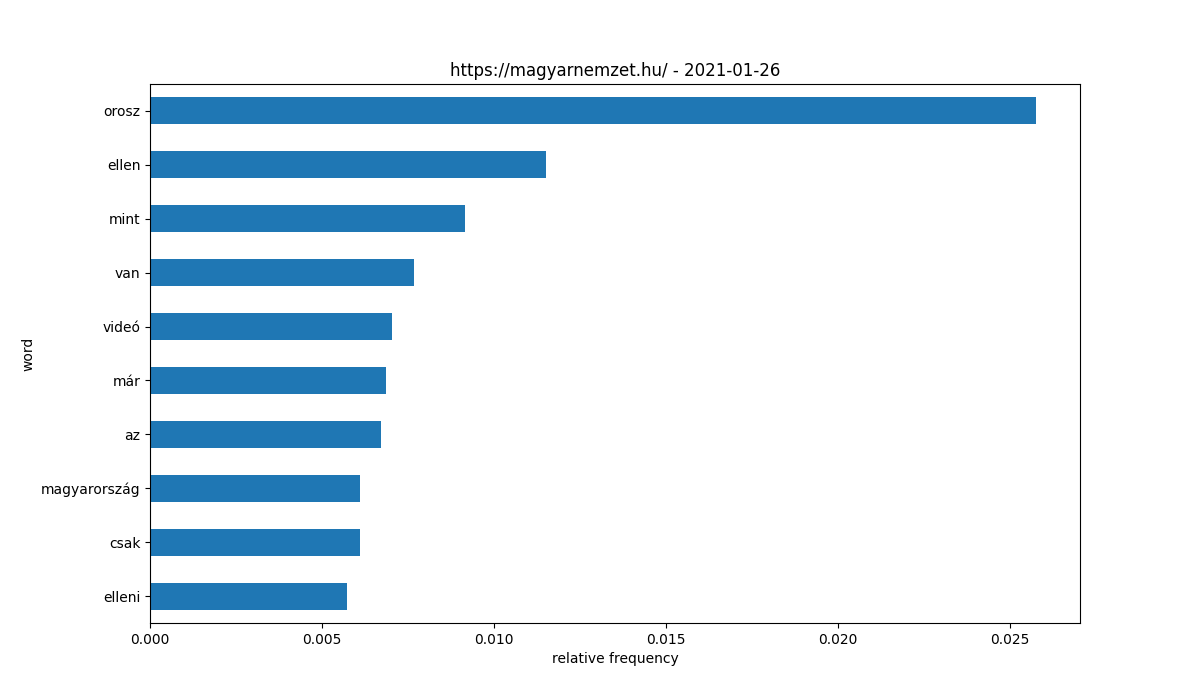 https://magyarnemzet.hu/ - 2021-01-26
orosz
ellen
mint
van
videó
már
az
magyarország
csak
elleni
word
0.000 0.005 0.010 0.015 0.020 0.025
relative frequency